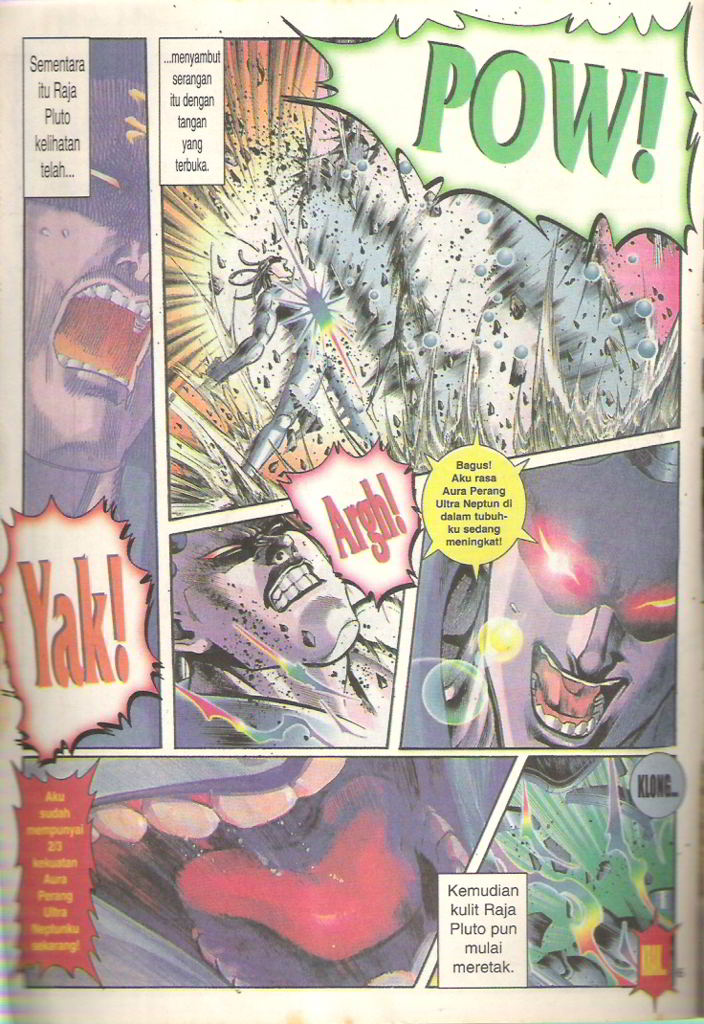 Sementara
itu Raja
Pluto
kelihatan
telah...
...menyambut
serangan
itu dengan
tangan
yang
terbuka.
POW!
Yak!
Argh!
Bagus!
Aku rasa
Aura Perang
Ultra Neptun di
dalam tubuh-
ku sedang
meningkat!
Aku
sudah
mempunyai
2/3
kekuatan
Aura
Perang
Ultra
Neptunku
sekarang!
Kemudian
kulit Raja
Pluto pun
mulai
meretak.
KLONG...